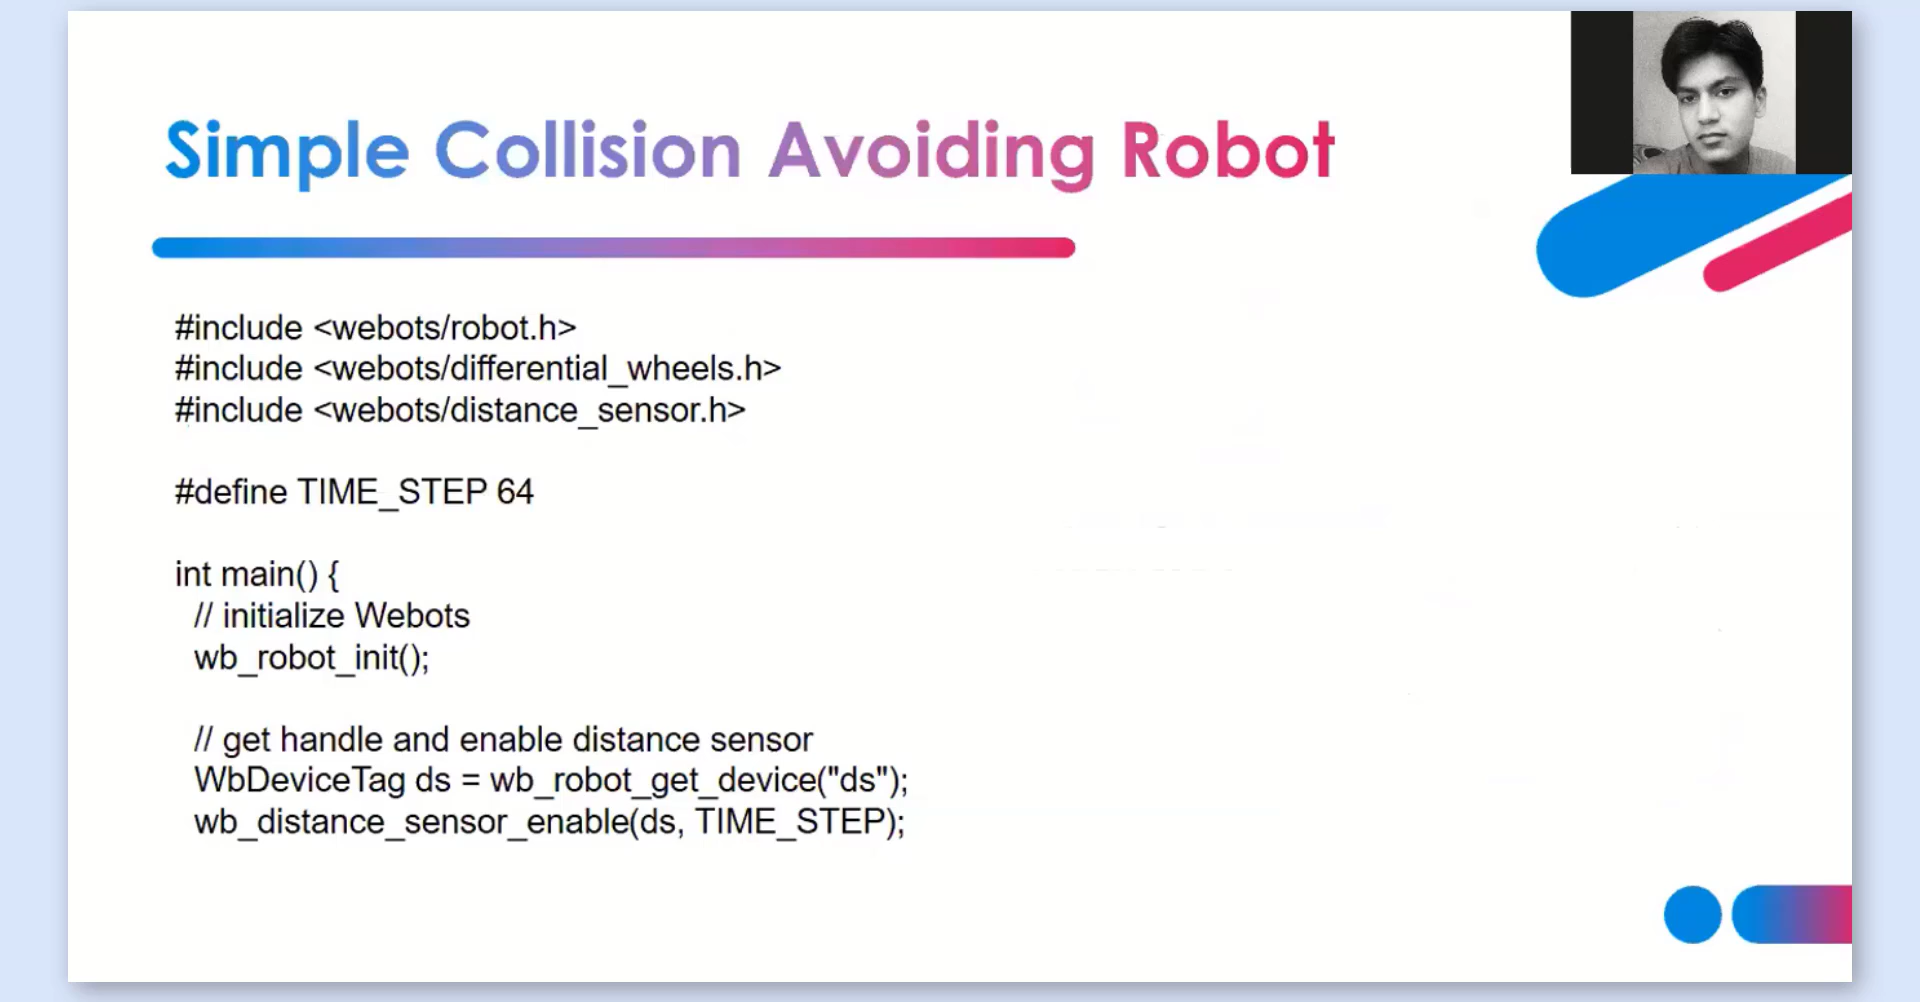 Simple Collision Avoiding Robot
#include <webots/robot.h>
#include <webots/differential_wheels.h>
#include <webots/distance_sensor.h>
#define TIME_STEP 64
int main() {
// initialize Webots
wb_robot_init();
// get handle and enable distance sensor
WbDeviceTag ds = wb_robot_get_device("ds");
wb_distance_sensor_enable(ds, TIME_STEP);